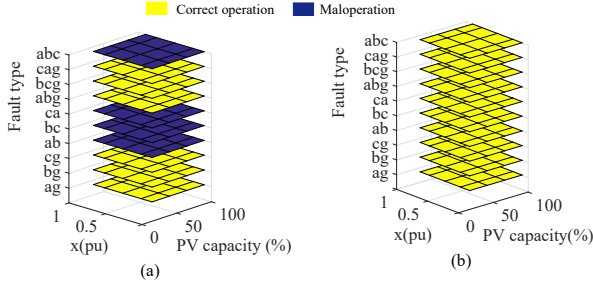 Correct operation Maloperation
Fault type
abc
cag
bcg
abg
ca
bc
ab
cg
bg
ag
1
0.5
0
x(pu)
0
50
100
PV capacity (%)
(a)
Fault type
abc
cag
bcg
abg
ca
bc
ab
cg
bg
ag
1
0.5
0
x(pu)
50
100
PV capacity(%)
(b)